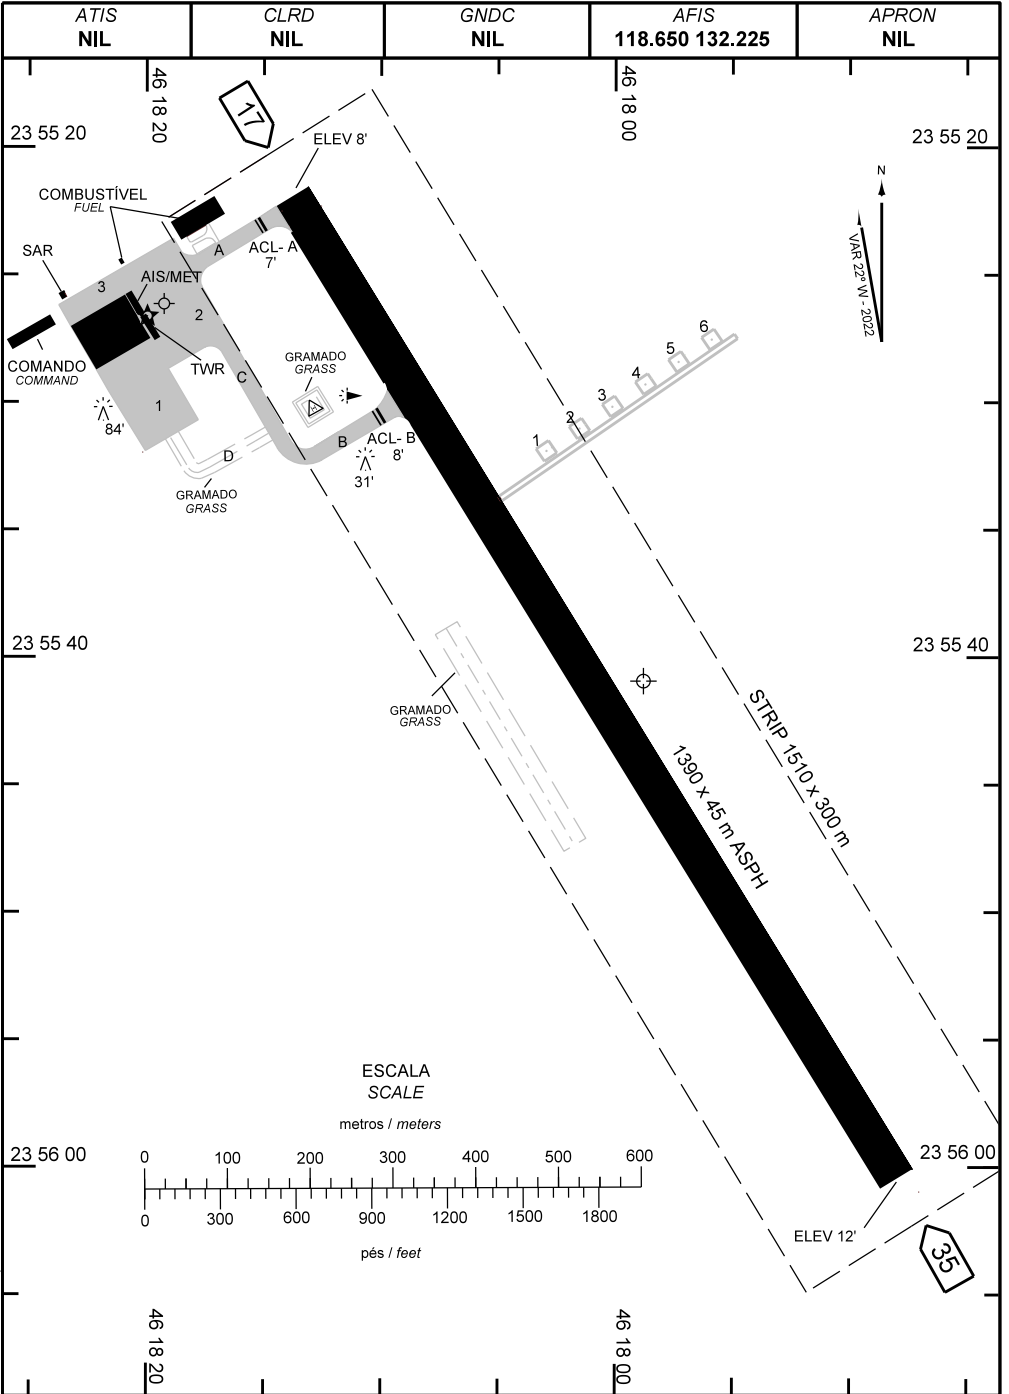 ATIS
NIL
CLRD
NIL
GNDC
NIL
AFIS
118.650 132.225
APRON
NIL
46 18 20
46 18 00
17
23 55 20
23 55 20
ELEV 8'
N
VAR 22° W - 2022
COMBUSTÍVEL
FUEL
SAR
A
ACL- A
7'
3
AIS/MET
2
COMANDO
COMMAND
TWR
GRAMADO
GRASS
H
C
1
84'
B
ACL- B
8'
31'
D
GRAMADO
GRASS
1
2
3
4
5
6
23 55 40
23 55 40
GRAMADO
GRASS
STRIP 1510 x 300 m
1390 x 45 m ASPH
ESCALA
SCALE
metros / meters
0 100 200 300 400 500 600
0 300 600 900 1200 1500 1800
pés / feet
23 56 00
23 56 00
ELEV 12'
35
46 18 20
46 18 00